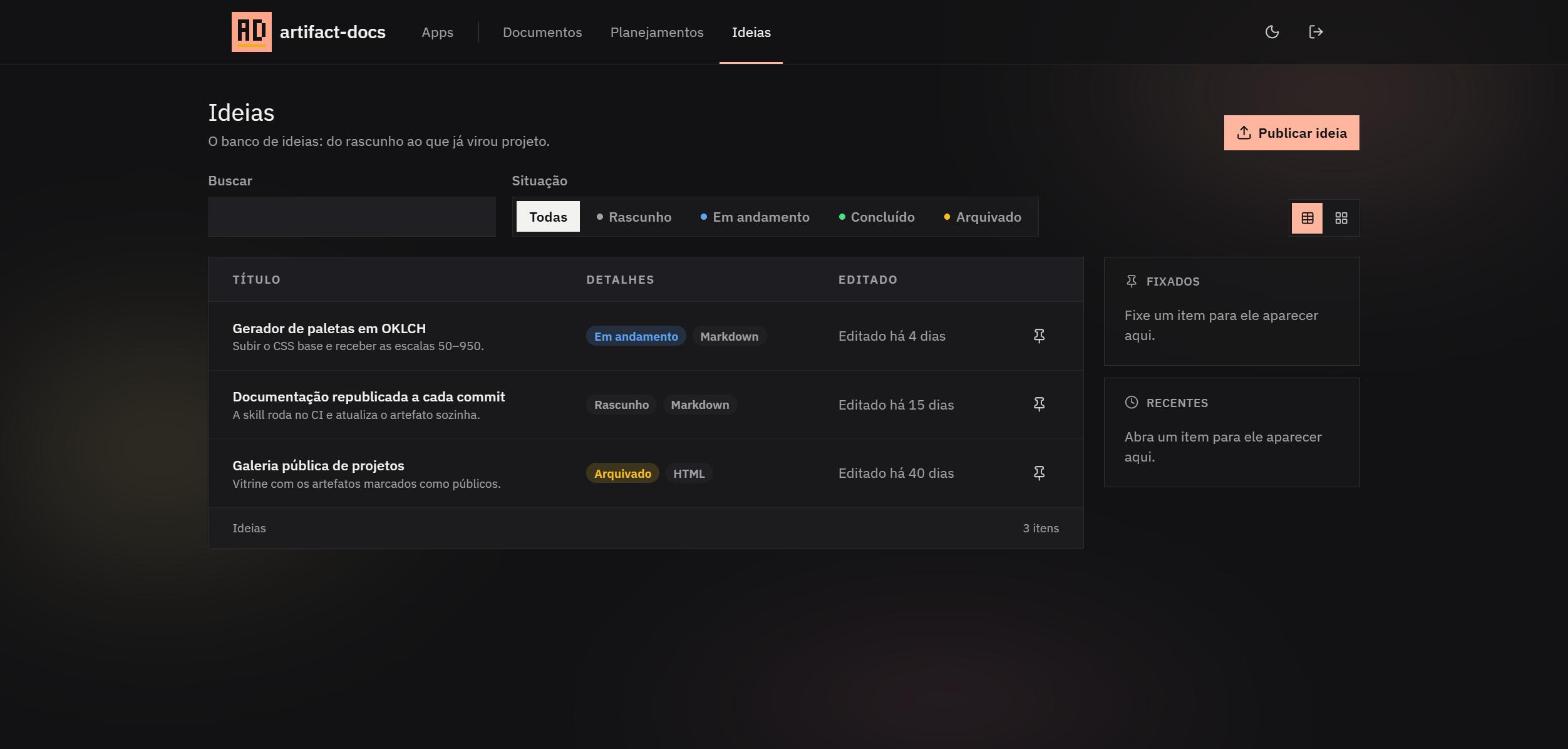 AD artifact-docs Apps Documentos Planejamentos Ideias
Ideias
O banco de ideias: do rascunho ao que já virou projeto.
Publicar ideia
Buscar Situação
Todas Rascunho Em andamento Concluído Arquivado
TÍTULO DETALHES EDITADO
Gerador de paletas em OKLCH
Subir o CSS base e receber as escalas 50–950.
Em andamento Markdown Editado há 4 dias
Documentação republicada a cada commit
A skill roda no CI e atualiza o artefato sozinha.
Rascunho Markdown Editado há 15 dias
Galeria pública de projetos
Vitrine com os artefatos marcados como públicos.
Arquivado HTML Editado há 40 dias
Ideias 3 itens
FIXADOS
Fixe um item para ele aparecer
aqui.
RECENTES
Abra um item para ele aparecer
aqui.